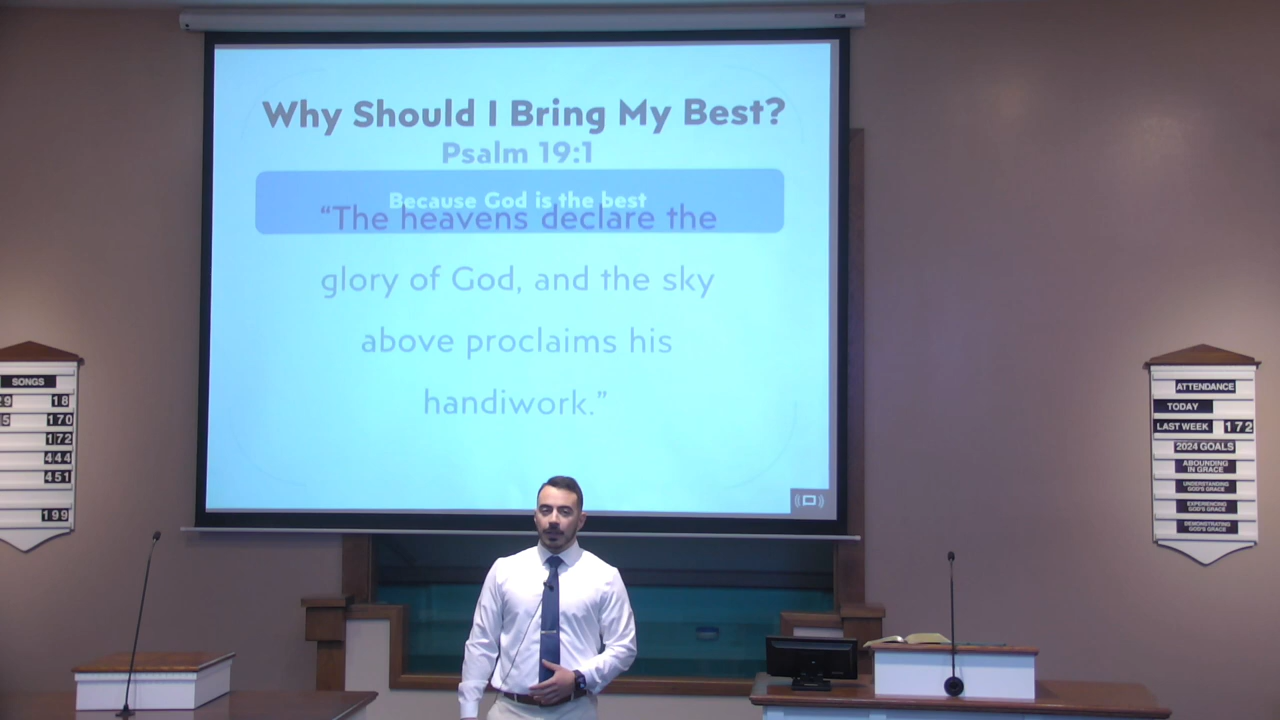 Why Should I Bring My Best?
Psalm 19:1
Because God is the best
“The heavens declare the
glory of God, and the sky
above proclaims his
handiwork.”
SONGS
29 18
5 170
172
444
451
199
ATTENDANCE
TODAY
LAST WEEK 172
2024 GOALS
ABOUNDING
IN GRACE
UNDERSTANDING
GOD'S GRACE
EXPERIENCING
GOD'S GRACE
DEMONSTRATING
GOD'S GRACE